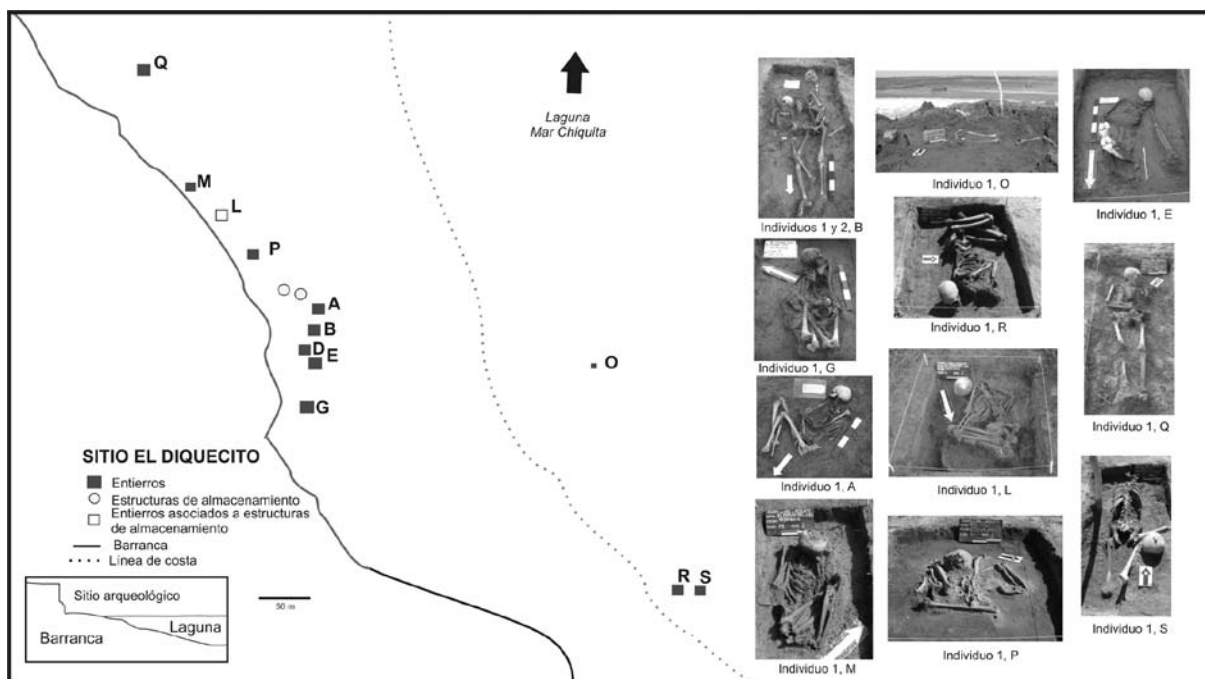 Q
M
L
P
A
B
D
E
G
O
R
S
Laguna
Mar Chiquita
SITIO EL DIQUECITO
Entierros
Estructuras de almacenamiento
Entierros asociados a estructuras
de almacenamiento
Barranca
Línea de costa
Sitio arqueológico
Laguna
Barranca
50 m
Individuos 1 y 2, B
Individuo 1, O
Individuo 1, E
Individuo 1, G
Individuo 1, R
Individuo 1, Q
Individuo 1, A
Individuo 1, L
Individuo 1, M
Individuo 1, P
Individuo 1, S